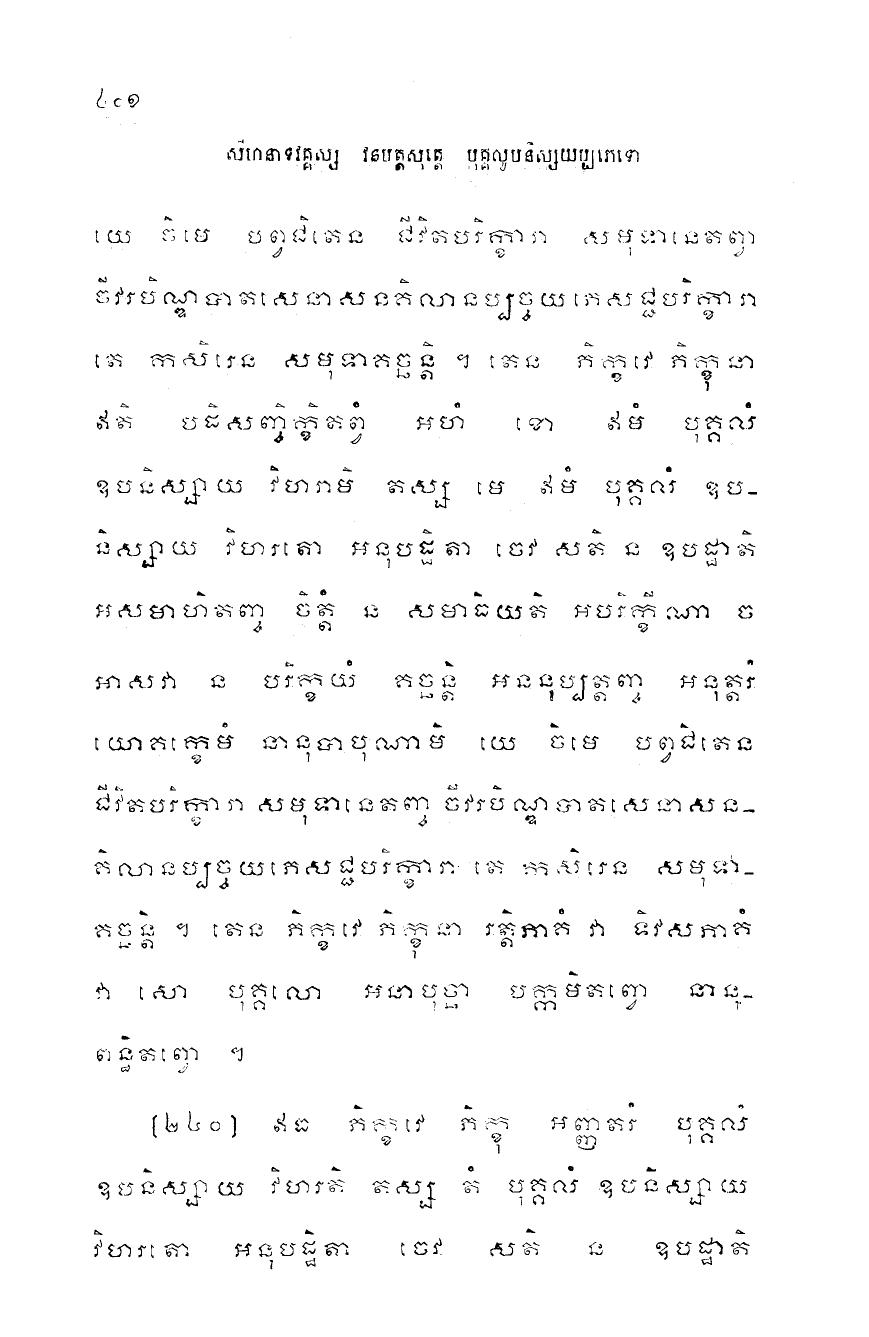 ៤០១
សីហនាទវគ្គស្ស វនបត្ថសុត្តេ បុគ្គលូបនិស្សយប្បភេទោ
យេ ចិមេ បព្វជិតេន ជីវិតបរិក្ខារា សមុទានេតព្វា
ចីវរបិណ្ឌបាតសេនាសនគិលានប្បច្ចយភេសជ្ជបរិក្ខារា
តេ កសិរេន សមុទាគច្ឆន្តិ ។ តេន ភិក្ខវេ ភិក្ខុនា
ឥតិ បដិសញ្ចិក្ខិតព្វំ អហំ ខោ ឥមំ បុគ្គលំ
ឧបនិស្សាយ វិហរាមិ តស្ស មេ ឥមំ បុគ្គលំ ឧប-
និស្សាយ វិហរតោ អនុបដ្ឋិតា ចេវ សតិ ន ឧបដ្ឋាតិ
អសមាហិតញ្ច ចិត្តំ ន សមាធិយតិ អបរិក្ខីណា ច
អាសវា ន បរិក្ខយំ គច្ឆន្តិ អននុប្បត្តញ្ច អនុត្តរំ
យោគក្ខេមំ នានុបាបុណាមិ យេ ចិមេ បព្វជិតេន
ជីវិតបរិក្ខារា សមុទានេតញ្ច ចីវរបិណ្ឌបាតសេនាសន-
គិលានប្បច្ចយភេសជ្ជបរិក្ខារា តេ កសិរេន សមុទា-
គច្ឆន្តិ ។ តេន ភិក្ខវេ ភិក្ខុនា រត្តិភាគំ វា ទិវសភាគំ
វា សោ បុគ្គលោ អនាបុច្ឆា បក្កមិតព្វោ នានុ-
ពន្ធិតព្វោ ។
[២៤០] ឥធ ភិក្ខវេ ភិក្ខុ អញ្ញតរំ បុគ្គលំ
ឧបនិស្សាយ វិហរតិ តស្ស តំ បុគ្គលំ ឧបនិស្សាយ
វិហរតោ អនុបដ្ឋិតា ចេវ សតិ ន ឧបដ្ឋាតិ